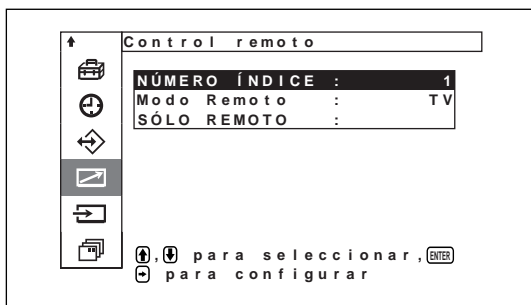 Control remoto
NÚMERO ÍNDICE : 1
Modo Remoto : TV
SÓLO REMOTO :
, para seleccionar, ENTER
para configurar